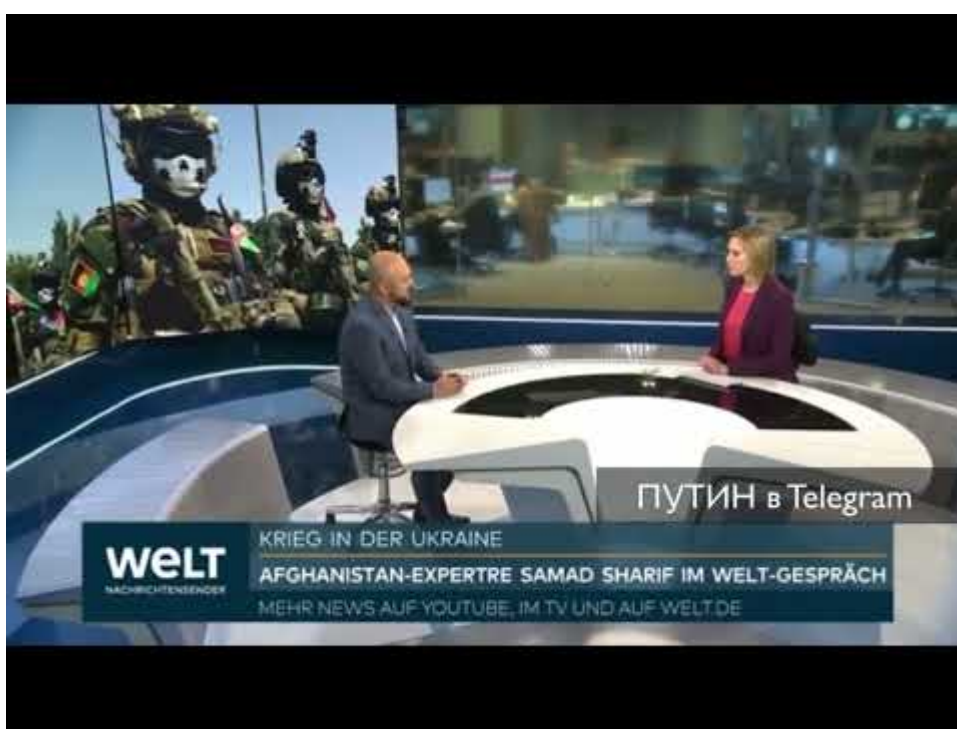 ПУТИН в Telegram
KRIEG IN DER UKRAINE
WELT
NACHRICHTENSENDER
AFGHANISTAN-EXPERTRE SAMAD SHARIF IM WELT-GESPRÄCH
MEHR NEWS AUF YOUTUBE, IM TV UND AUF WELT.DE